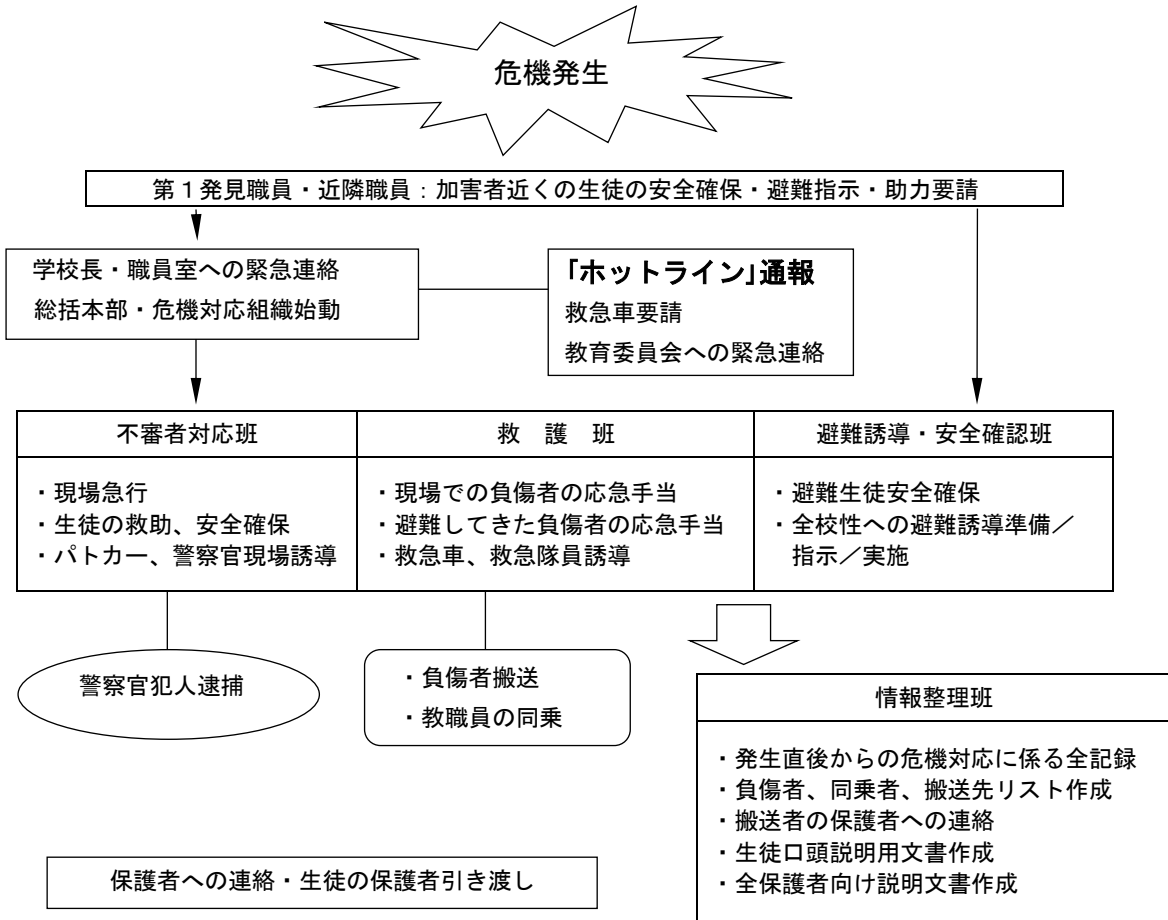 危機発生
第１発見職員・近隣職員：加害者近くの生徒の安全確保・避難指示・助力要請
学校長・職員室への緊急連絡
総括本部・危機対応組織始動
「ホットライン」通報
救急車要請
教育委員会への緊急連絡
不審者対応班
・現場急行
・生徒の救助、安全確保
・パトカー、警察官現場誘導
救　護　班
・現場での負傷者の応急手当
・避難してきた負傷者の応急手当
・救急車、救急隊員誘導
避難誘導・安全確認班
・避難生徒安全確保
・全校性への避難誘導準備／
指示／実施
警察官犯人逮捕
・負傷者搬送
・教職員の同乗
情報整理班
・発生直後からの危機対応に係る全記録
・負傷者、同乗者、搬送先リスト作成
・搬送者の保護者への連絡
・生徒口頭説明用文書作成
・全保護者向け説明文書作成
保護者への連絡・生徒の保護者引き渡し